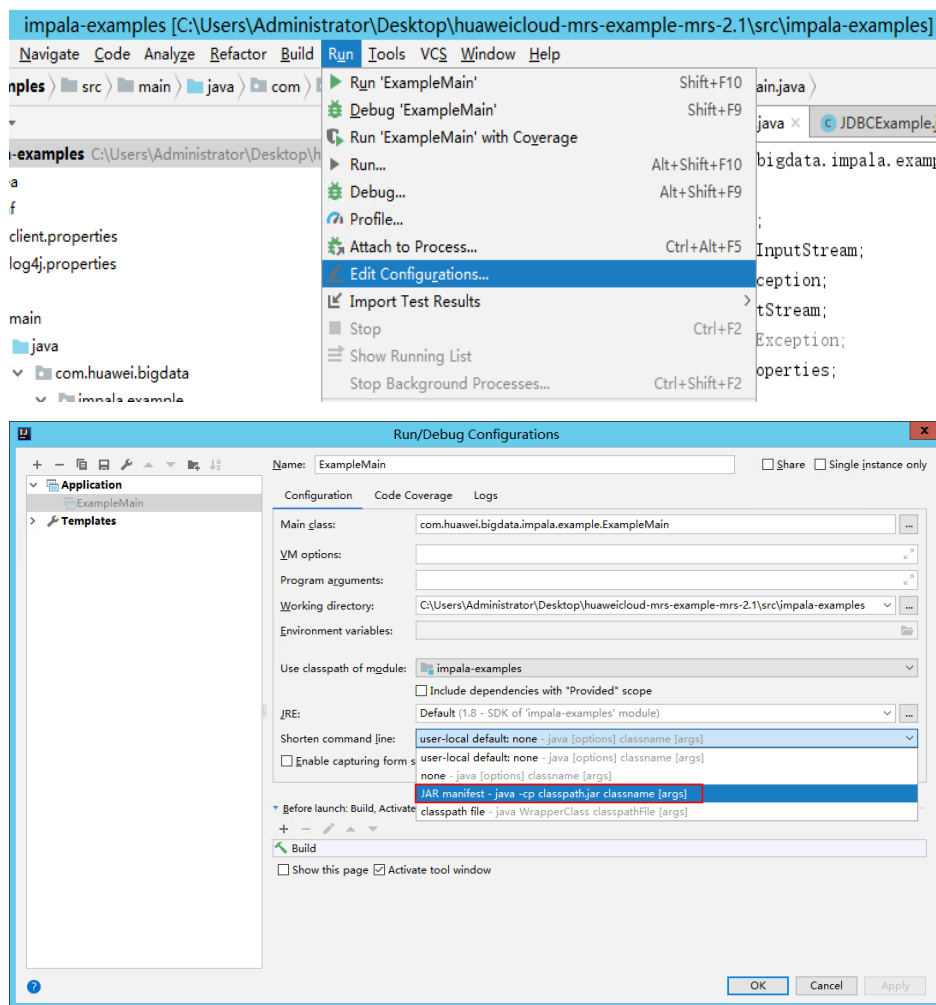 impala-examples [C:\Users\Administrator\Desktop\huaweicloud-mrs-example-mrs-2.1\src\impala-examples]
Navigate Code Analyze Refactor Build Run Tools VCS Window Help
mples src main java com ain.java
Run 'ExampleMain' Shift+F10
Debug 'ExampleMain' Shift+F9
java JDBCExample.j
Run 'ExampleMain' with Coverage
-examples C:\Users\Administrator\Desktop\h
Run... Alt+Shift+F10
bigdata.impala.examp
Debug... Alt+Shift+F9
Profile...
;
client.properties
Attach to Process... Ctrl+Alt+F5
InputStream;
log4j.properties
Edit Configurations...
ception;
Import Test Results
tStream;
main
Stop Ctrl+F2
Exception;
java
Show Running List
operties;
com.huawei.bigdata
Stop Background Processes... Ctrl+Shift+F2
impala.example
Run/Debug Configurations
Name: ExampleMain Share Single instance only
Application
ExampleMain
Templates
Configuration Code Coverage Logs
Main class: com.huawei.bigdata.impala.example.ExampleMain ...
VM options:
Program arguments:
Working directory: C:\Users\Administrator\Desktop\huaweicloud-mrs-example-mrs-2.1\src\impala-examples ...
Environment variables:
Use classpath of module: impala-examples
Include dependencies with "Provided" scope
JRE: Default (1.8 - SDK of 'impala-examples' module) ...
Shorten command line: user-local default: none - java [options] classname [args]
user-local default: none - java [options] classname [args]
Enable capturing form s
none - java [options] classname [args]
JAR manifest - java -cp classpath.jar classname [args]
Before launch: Build, Activate
classpath file - java WrapperClass classpathFile [args]
Build
Show this page Activate tool window
? OK Cancel Apply